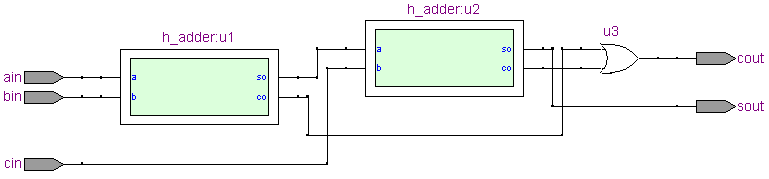 h_adder:u1
h_adder:u2
u3
ain
bin
cin
a
b
so
co
a
b
so
co
cout
sout